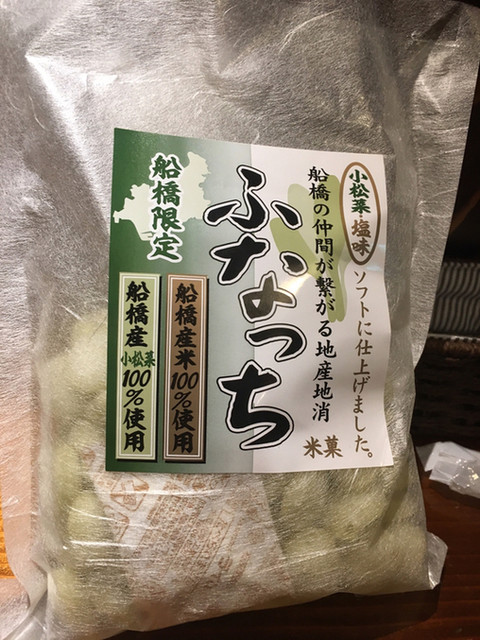 小松菜・塩味
ソフトに仕上げました。
船橋の仲間が繋がる地産地消
米菓
ふなっち
船橋限定
船橋産米100%使用
船橋産小松菜100%使用